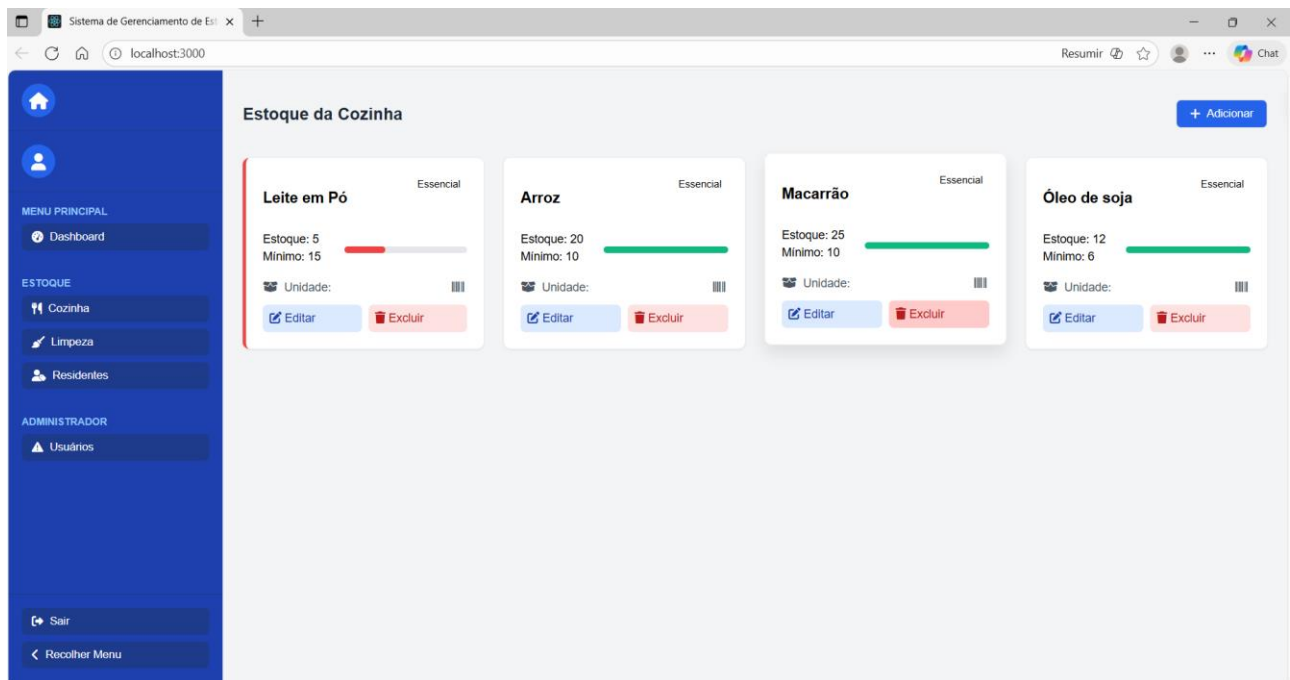 Sistema de Gerenciamento de Est
localhost:3000
Resumir
Chat
MENU PRINCIPAL
Dashboard
ESTOQUE
Cozinha
Limpeza
Residentes
ADMINISTRADOR
Usuários
Sair
Recolher Menu
Estoque da Cozinha
+ Adicionar
Essencial
Leite em Pó
Estoque: 5
Mínimo: 15
Unidade:
Editar Excluir
Essencial
Arroz
Estoque: 20
Mínimo: 10
Unidade:
Editar Excluir
Essencial
Macarrão
Estoque: 25
Mínimo: 10
Unidade:
Editar Excluir
Essencial
Óleo de soja
Estoque: 12
Mínimo: 6
Unidade:
Editar Excluir